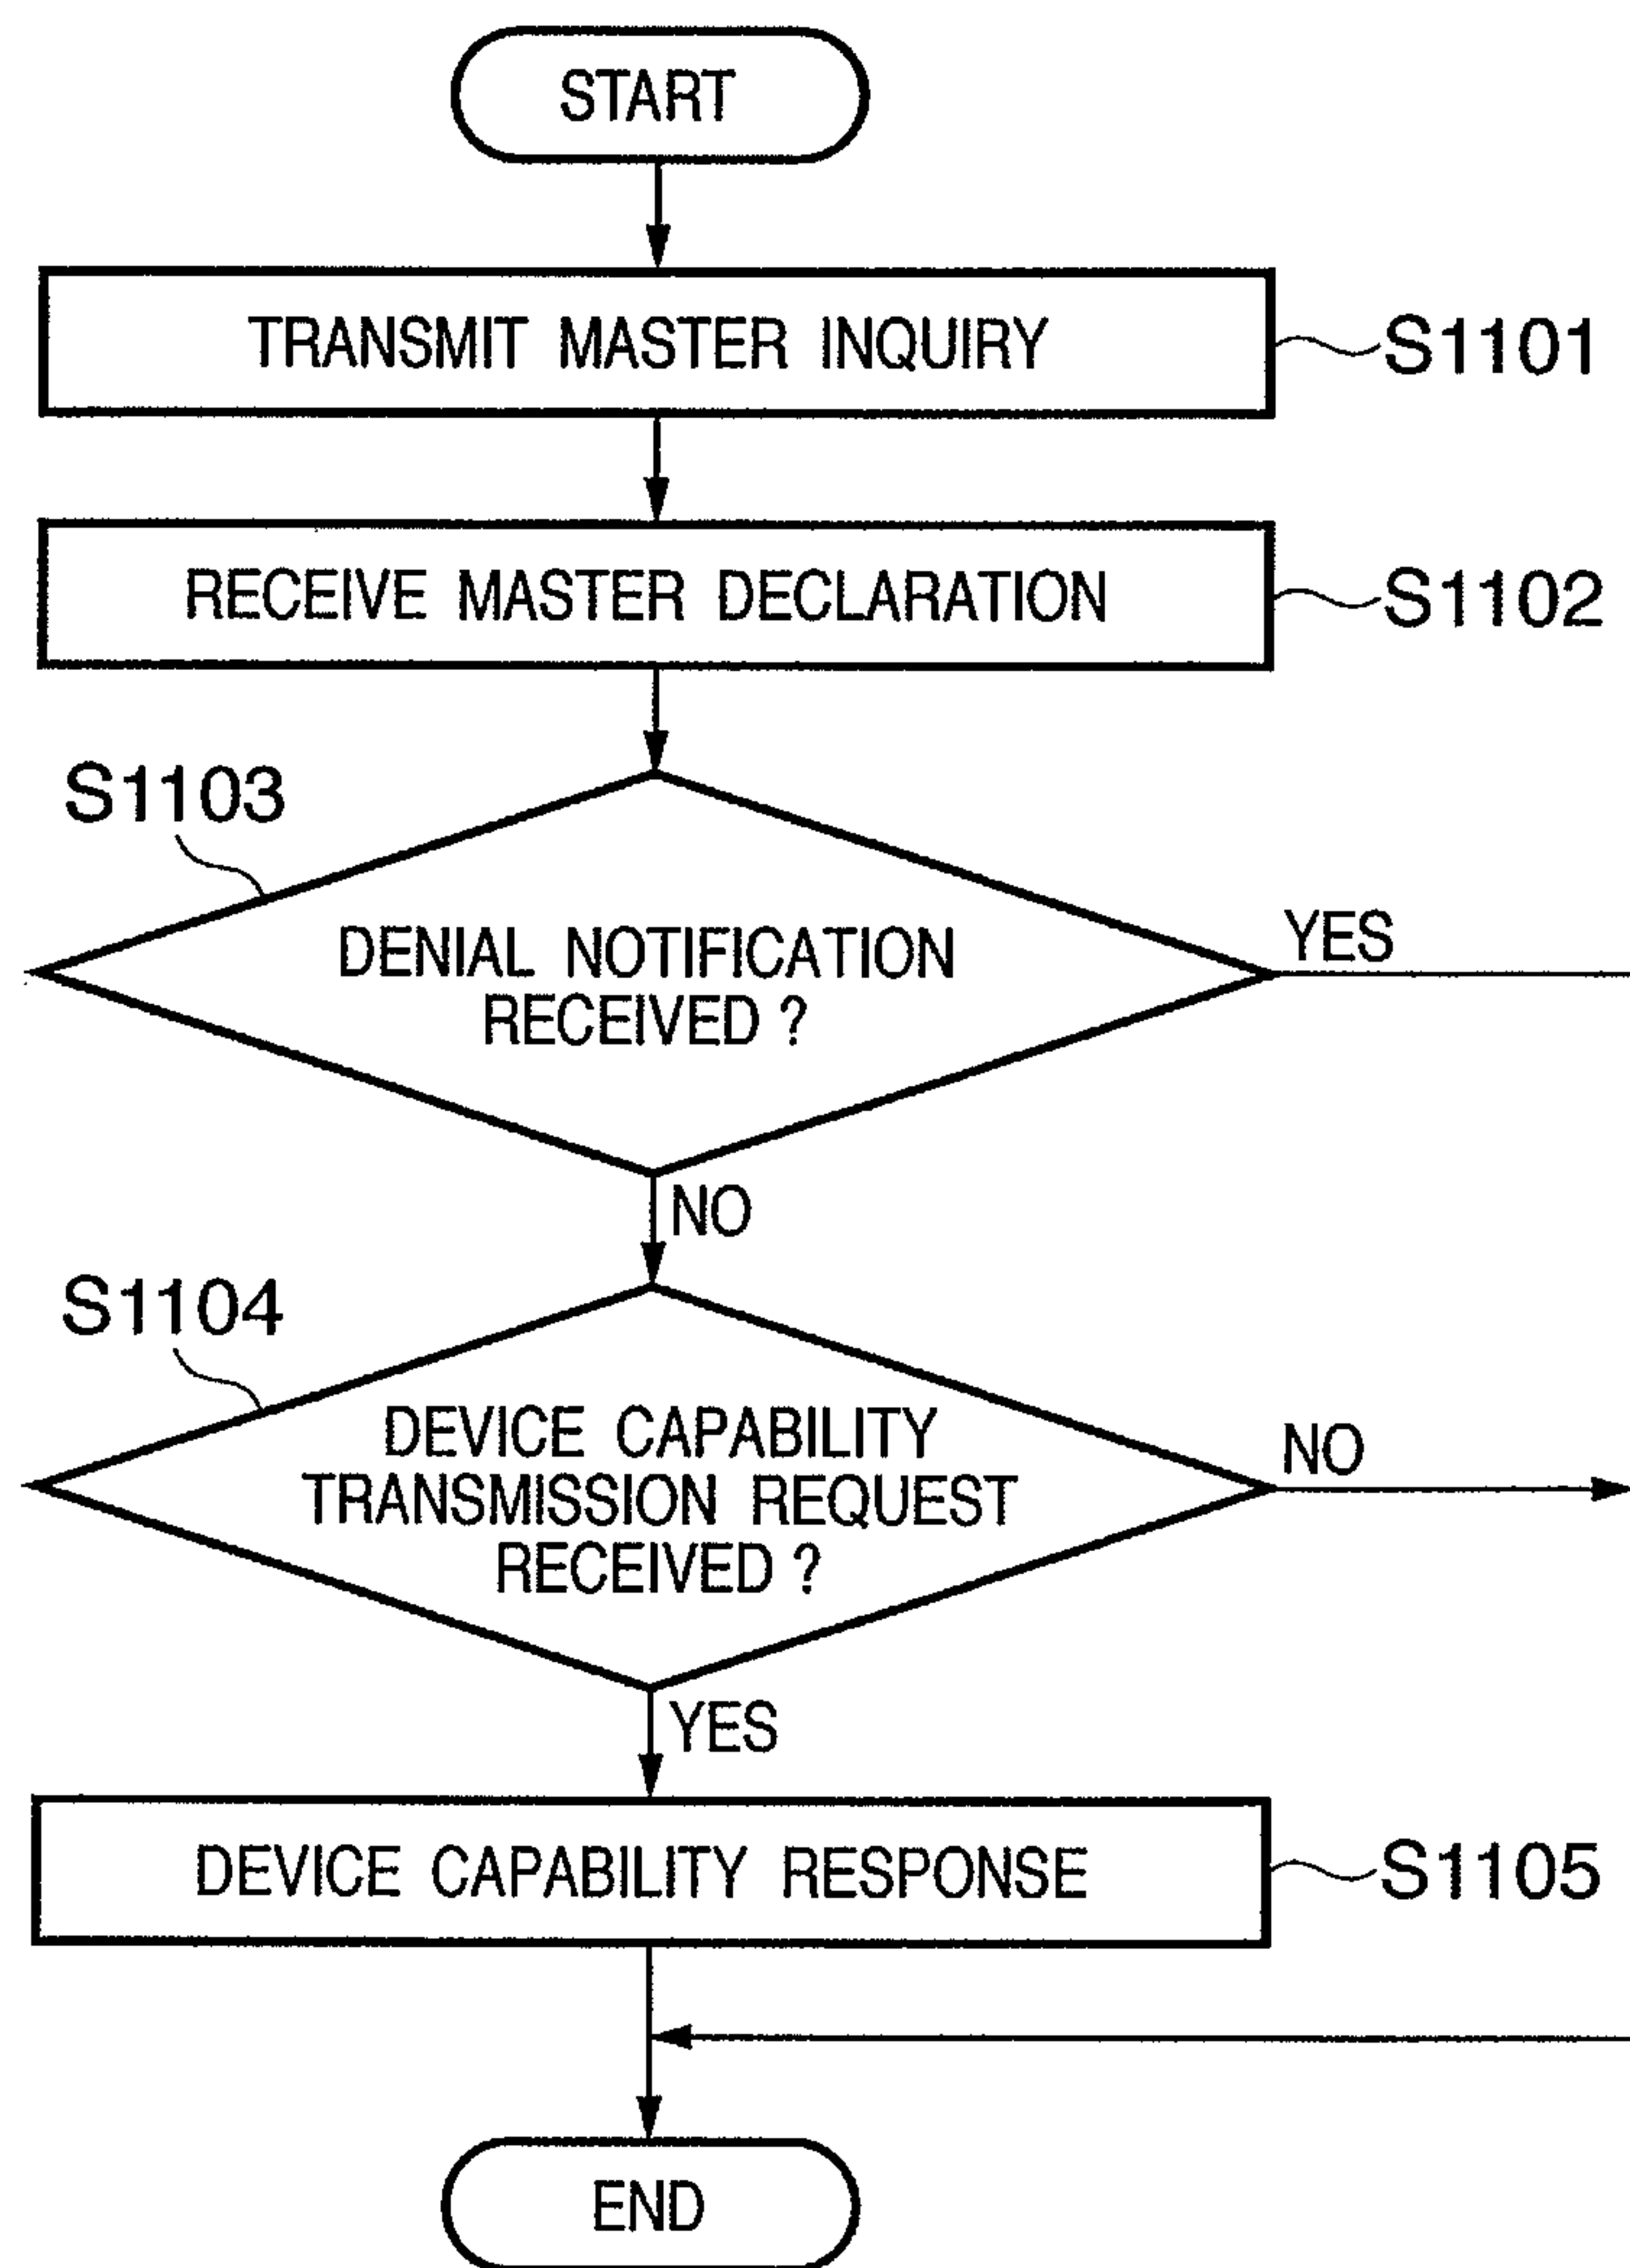 START
TRANSMIT MASTER INQUIRY
S1101
RECEIVE MASTER DECLARATION
S1102
S1103
DENIAL NOTIFICATION
RECEIVED ?
YES
NO
S1104
DEVICE CAPABILITY
TRANSMISSION REQUEST
RECEIVED ?
NO
YES
DEVICE CAPABILITY RESPONSE
S1105
END